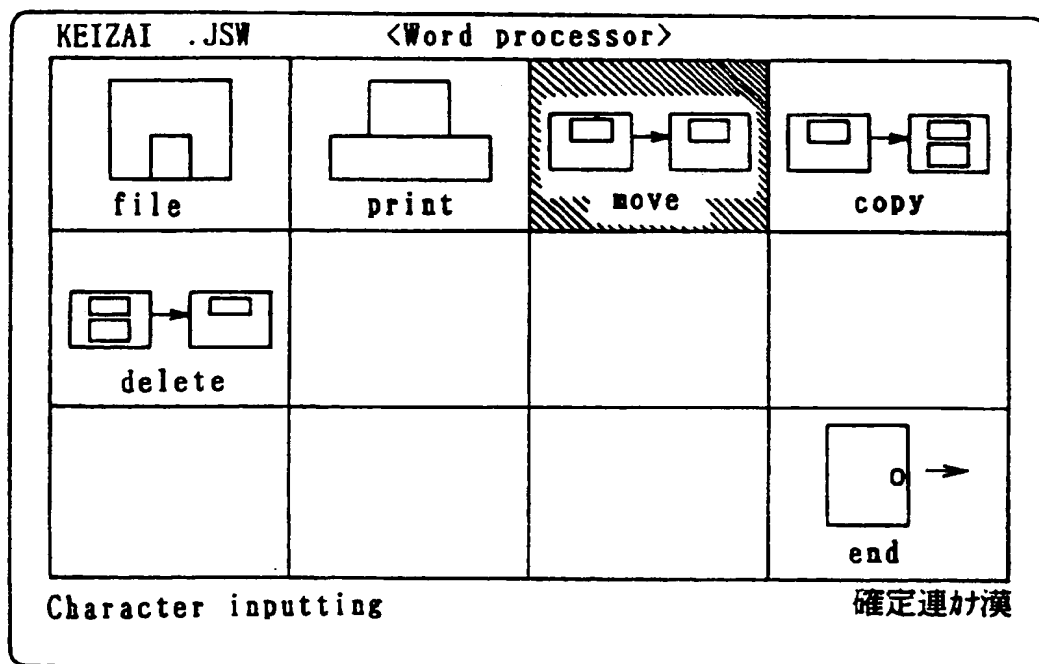 KEIZAI .JSW <Word processor>
file print move copy
delete
end
Character inputting 確定連カナ漢